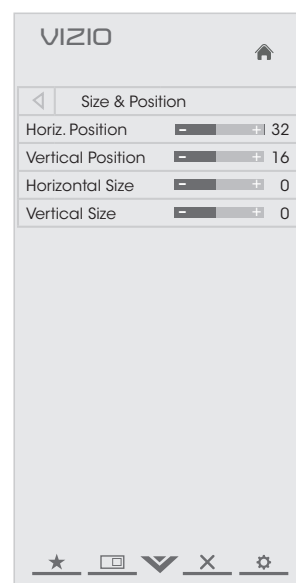 VIZIO
Size & Position
Horiz. Position - + 32
Vertical Position - + 16
Horizontal Size - + 0
Vertical Size - + 0